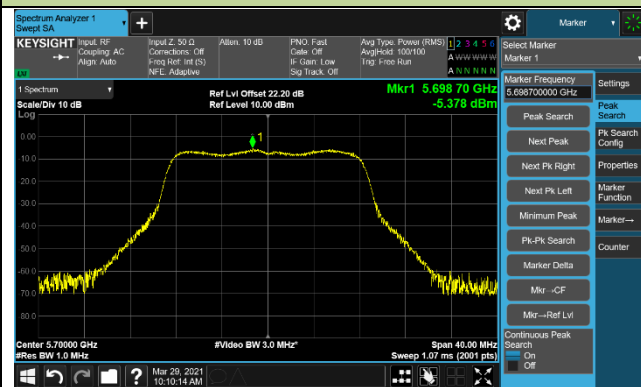 Spectrum Analyzer 1
Swept SA
Marker
KEYSIGHT
Input: RF
Coupling: AC
Align: Auto
Input Z: 50 Ω
Corrections: Off
Freq Ref: Int (S)
NFE: Adaptive
Atten: 10 dB
PNO: Fast
Gate: Off
IF Gain: Low
Sig Track: Off
Avg Type: Power (RMS)
Avg|Hold: 100/100
Trig: Free Run
1 2 3 4 5 6
A W W W W W
A N N N N N
LXI
Select Marker
Marker 1
1 Spectrum
Scale/Div 10 dB
Log
Ref Lvl Offset 22.20 dB
Ref Level 10.00 dBm
Mkr1 5.698 70 GHz
-5.378 dBm
Marker Frequency
5.698700000 GHz
Peak Search
Next Peak
Next Pk Right
Next Pk Left
Minimum Peak
Pk-Pk Search
Marker Delta
Mkr→CF
Mkr→Ref Lvl
Continuous Peak Search
On
Off
Settings
Peak Search
Pk Search Config
Properties
Marker Function
Marker→
Counter
1
0.00
-10.0
-20.0
-30.0
-40.0
-50.0
-60.0
-70.0
-80.0
Center 5.70000 GHz
#Res BW 1.0 MHz
#Video BW 3.0 MHz*
Span 40.00 MHz
Sweep 1.07 ms (2001 pts)
Mar 29, 2021
10:10:14 AM